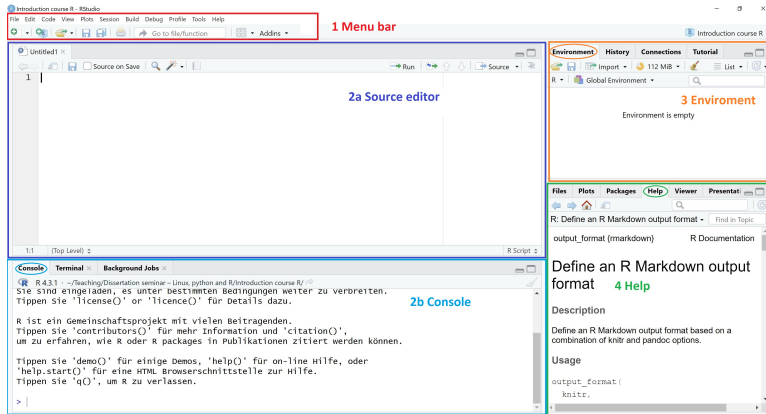 Introduction course R - RStudio
File Edit Code View Plots Session Build Debug Profile Tools Help
Go to file/function
Addins
1 Menu bar
Introduction course R
Untitled1
Source on Save
Run
Source
1
2a Source editor
1:1 (Top Level)
R Script
Console Terminal Background Jobs
R 4.3.1 · ~/Teaching/Dissertation seminar – Linux, python and R/Introduction course R/
Sie sind eingeladen, es unter bestimmten Bedingungen weiter zu verbreiten.
Tippen Sie 'license()' or 'licence()' für Details dazu.
2b Console
R ist ein Gemeinschaftsprojekt mit vielen Beitragenden.
Tippen Sie 'contributors()' für mehr Information und 'citation()',
um zu erfahren, wie R oder R packages in Publikationen zitiert werden können.
Tippen Sie 'demo()' für einige Demos, 'help()' für on-line Hilfe, oder
'help.start()' für eine HTML Browserschnittstelle zur Hilfe.
Tippen Sie 'q()', um R zu verlassen.
>
Environment History Connections Tutorial
Import 112 MiB List
R Global Environment
3 Enviroment
Environment is empty
Files Plots Packages Help Viewer Presentati
R: Define an R Markdown output format Find in Topic
output_format {rmarkdown} R Documentation
Define an R Markdown output
format
4 Help
Description
Define an R Markdown output format based on a
combination of knitr and pandoc options.
Usage
output_format(
knitr,